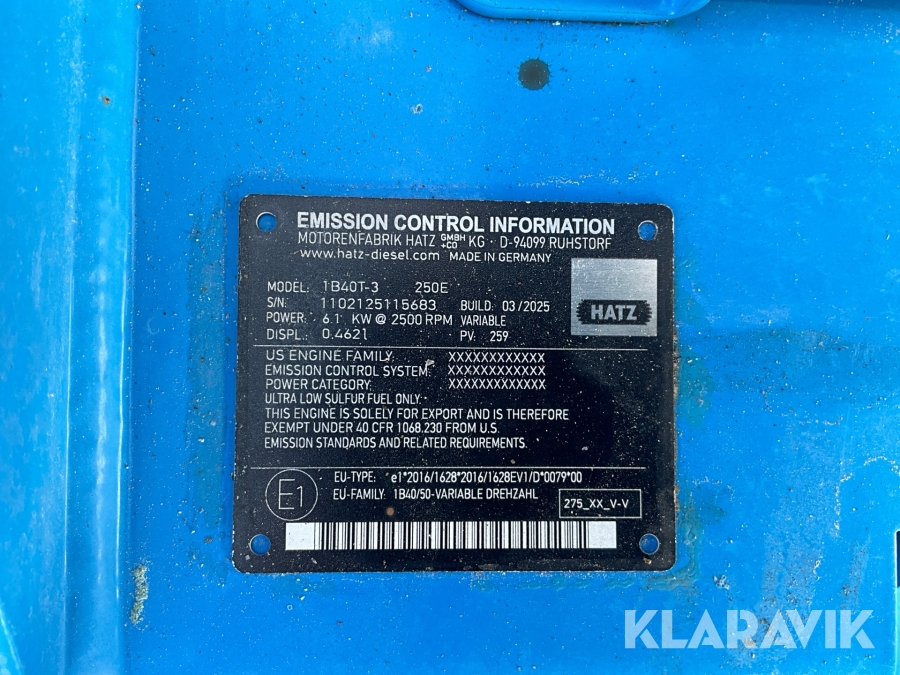 EMISSION CONTROL INFORMATION
MOTORENFABRIK HATZ GMBH +CO KG · D-94099 RUHSTORF
www.hatz-diesel.com MADE IN GERMANY
MODEL: 1B40T-3 250E
S/N: 1102125115683 BUILD: 03/2025
POWER: 6.1 KW @ 2500 RPM VARIABLE
DISPL.: 0.462l PV: 259
HATZ
US ENGINE FAMILY: XXXXXXXXXXXX
EMISSION CONTROL SYSTEM: XXXXXXXXXXXX
POWER CATEGORY: XXXXXXXXXXXX
ULTRA LOW SULFUR FUEL ONLY.
THIS ENGINE IS SOLELY FOR EXPORT AND IS THEREFORE
EXEMPT UNDER 40 CFR 1068.230 FROM U.S.
EMISSION STANDARDS AND RELATED REQUIREMENTS.
E1
EU-TYPE: e1*2016/1628*2016/1628EV1/D*0079*00
EU-FAMILY: 1B40/50-VARIABLE DREHZAHL
275_XX_V-V
KLARAVIK